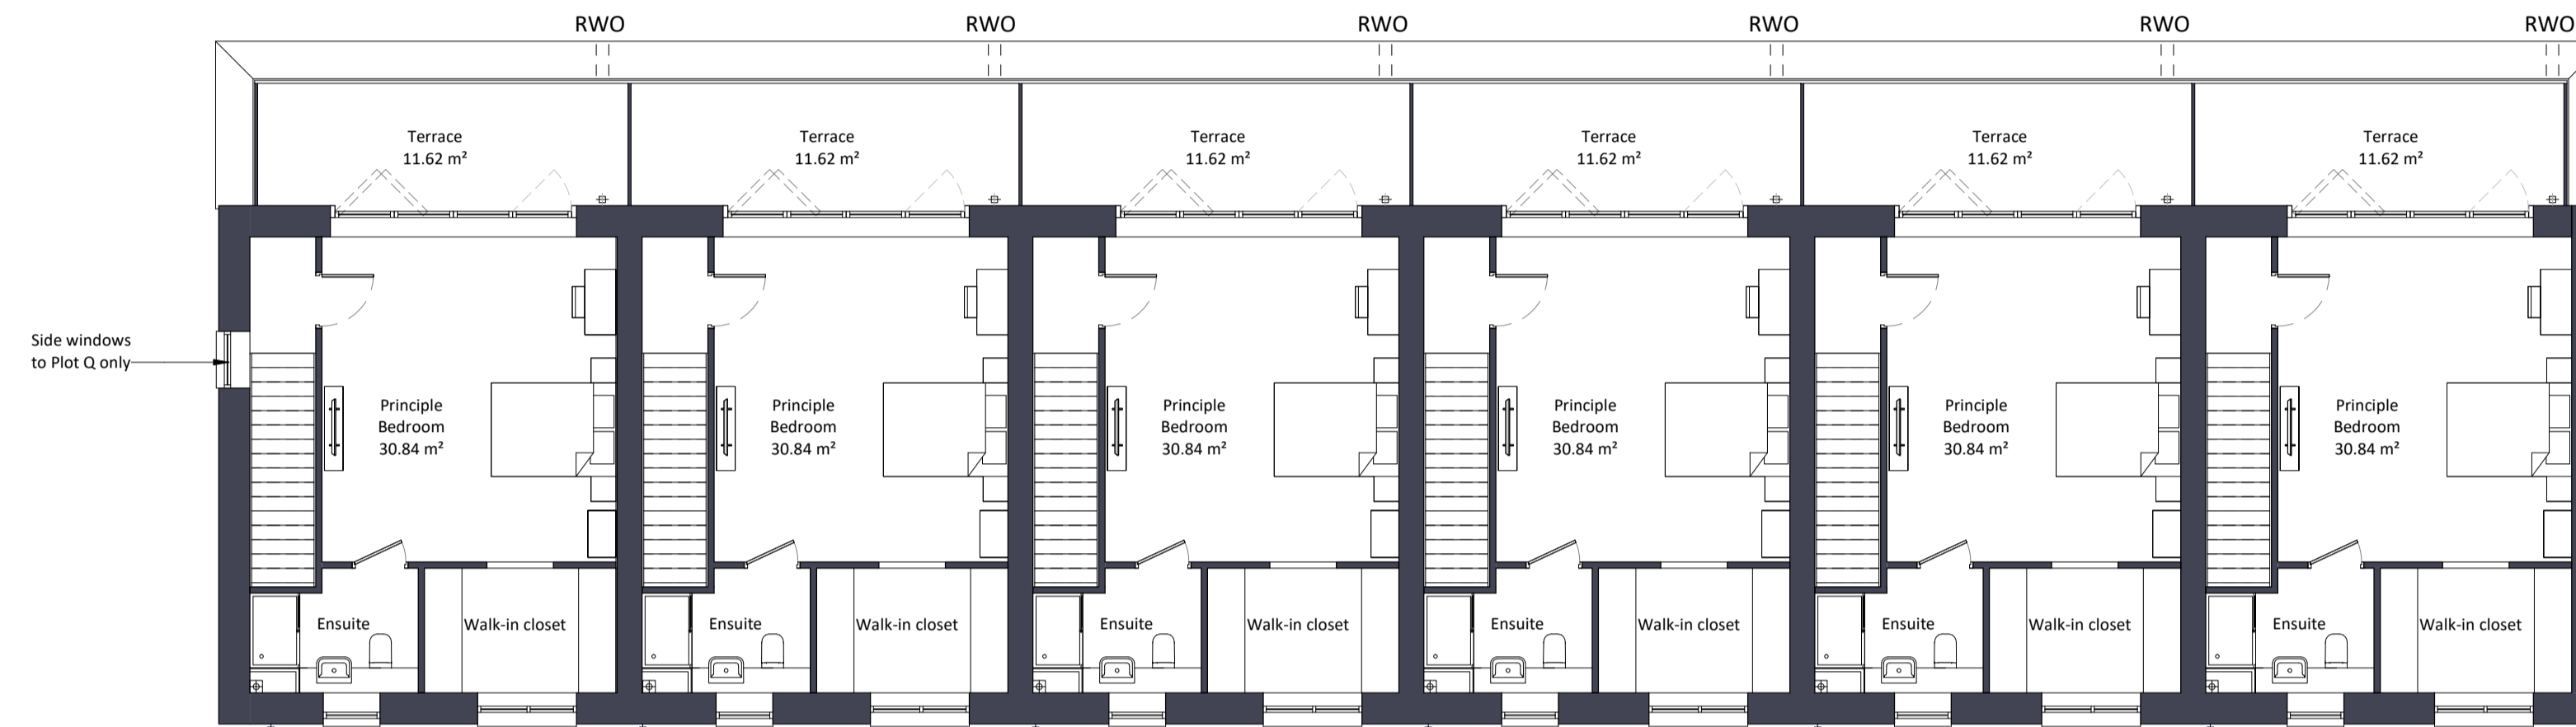 RWO RWO RWO RWO RWO RWO
Terrace
11.62 m²
Terrace
11.62 m²
Terrace
11.62 m²
Terrace
11.62 m²
Terrace
11.62 m²
Terrace
11.62 m²
Side windows
to Plot Q only
Principle
Bedroom
30.84 m²
Principle
Bedroom
30.84 m²
Principle
Bedroom
30.84 m²
Principle
Bedroom
30.84 m²
Principle
Bedroom
30.84 m²
Principle
Bedroom
30.84 m²
Ensuite
Walk-in closet
Ensuite
Walk-in closet
Ensuite
Walk-in closet
Ensuite
Walk-in closet
Ensuite
Walk-in closet
Ensuite
Walk-in closet